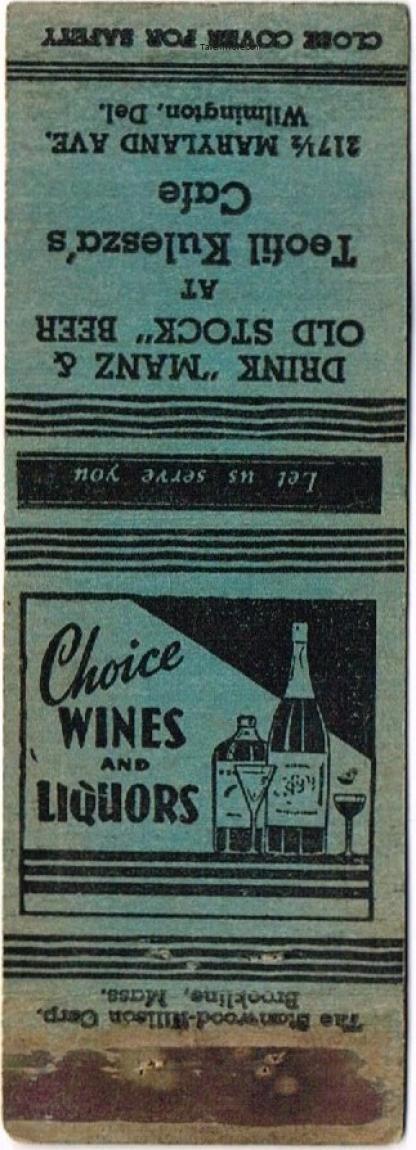 CLOSE COVER FOR SAFETY
DRINK "MANZ &
OLD STOCK" BEER
AT
Teofil Kulesza's
Cafe
217½ MARYLAND AVE.
Wilmington, Del.
Let us serve you
Choice
WINES
AND
LIQUORS
The Stanwood-Hillson Corp.
Brookline, Mass.